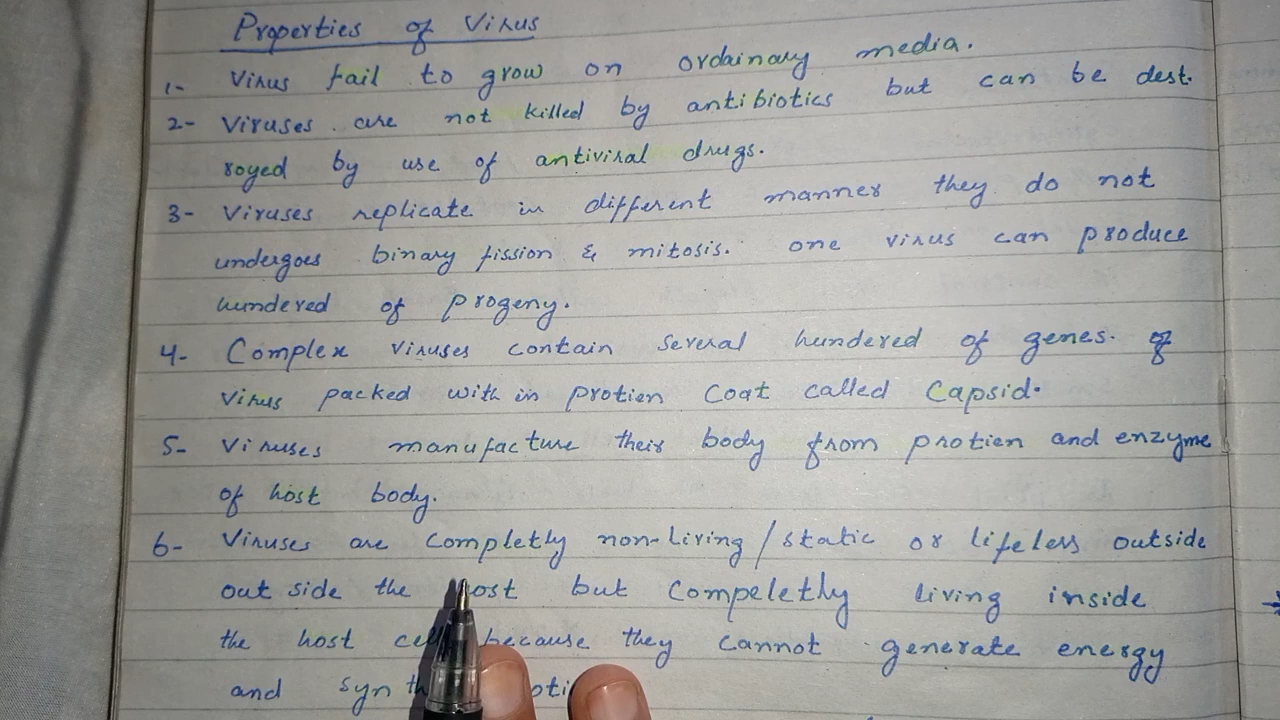 Properties of Virus
1- Virus fail to grow on ordainary media.
2- Viruses are not killed by antibiotics but can be dest.
royed by use of antiviral drugs.
3- Viruses replicate in different manner they do not
undergoes binary fission & mitosis. one virus can produce
hundered of progeny.
4- Complex viruses contain several hundered of genes. of
virus packed with in protien coat called Capsid.
5- Viruses manufacture their body from protien and enzyme
of host body.
6- Viruses are completly non-living/static or lifeless outside
out side the host but Compeletly living inside
the host because they cannot generate energy
and